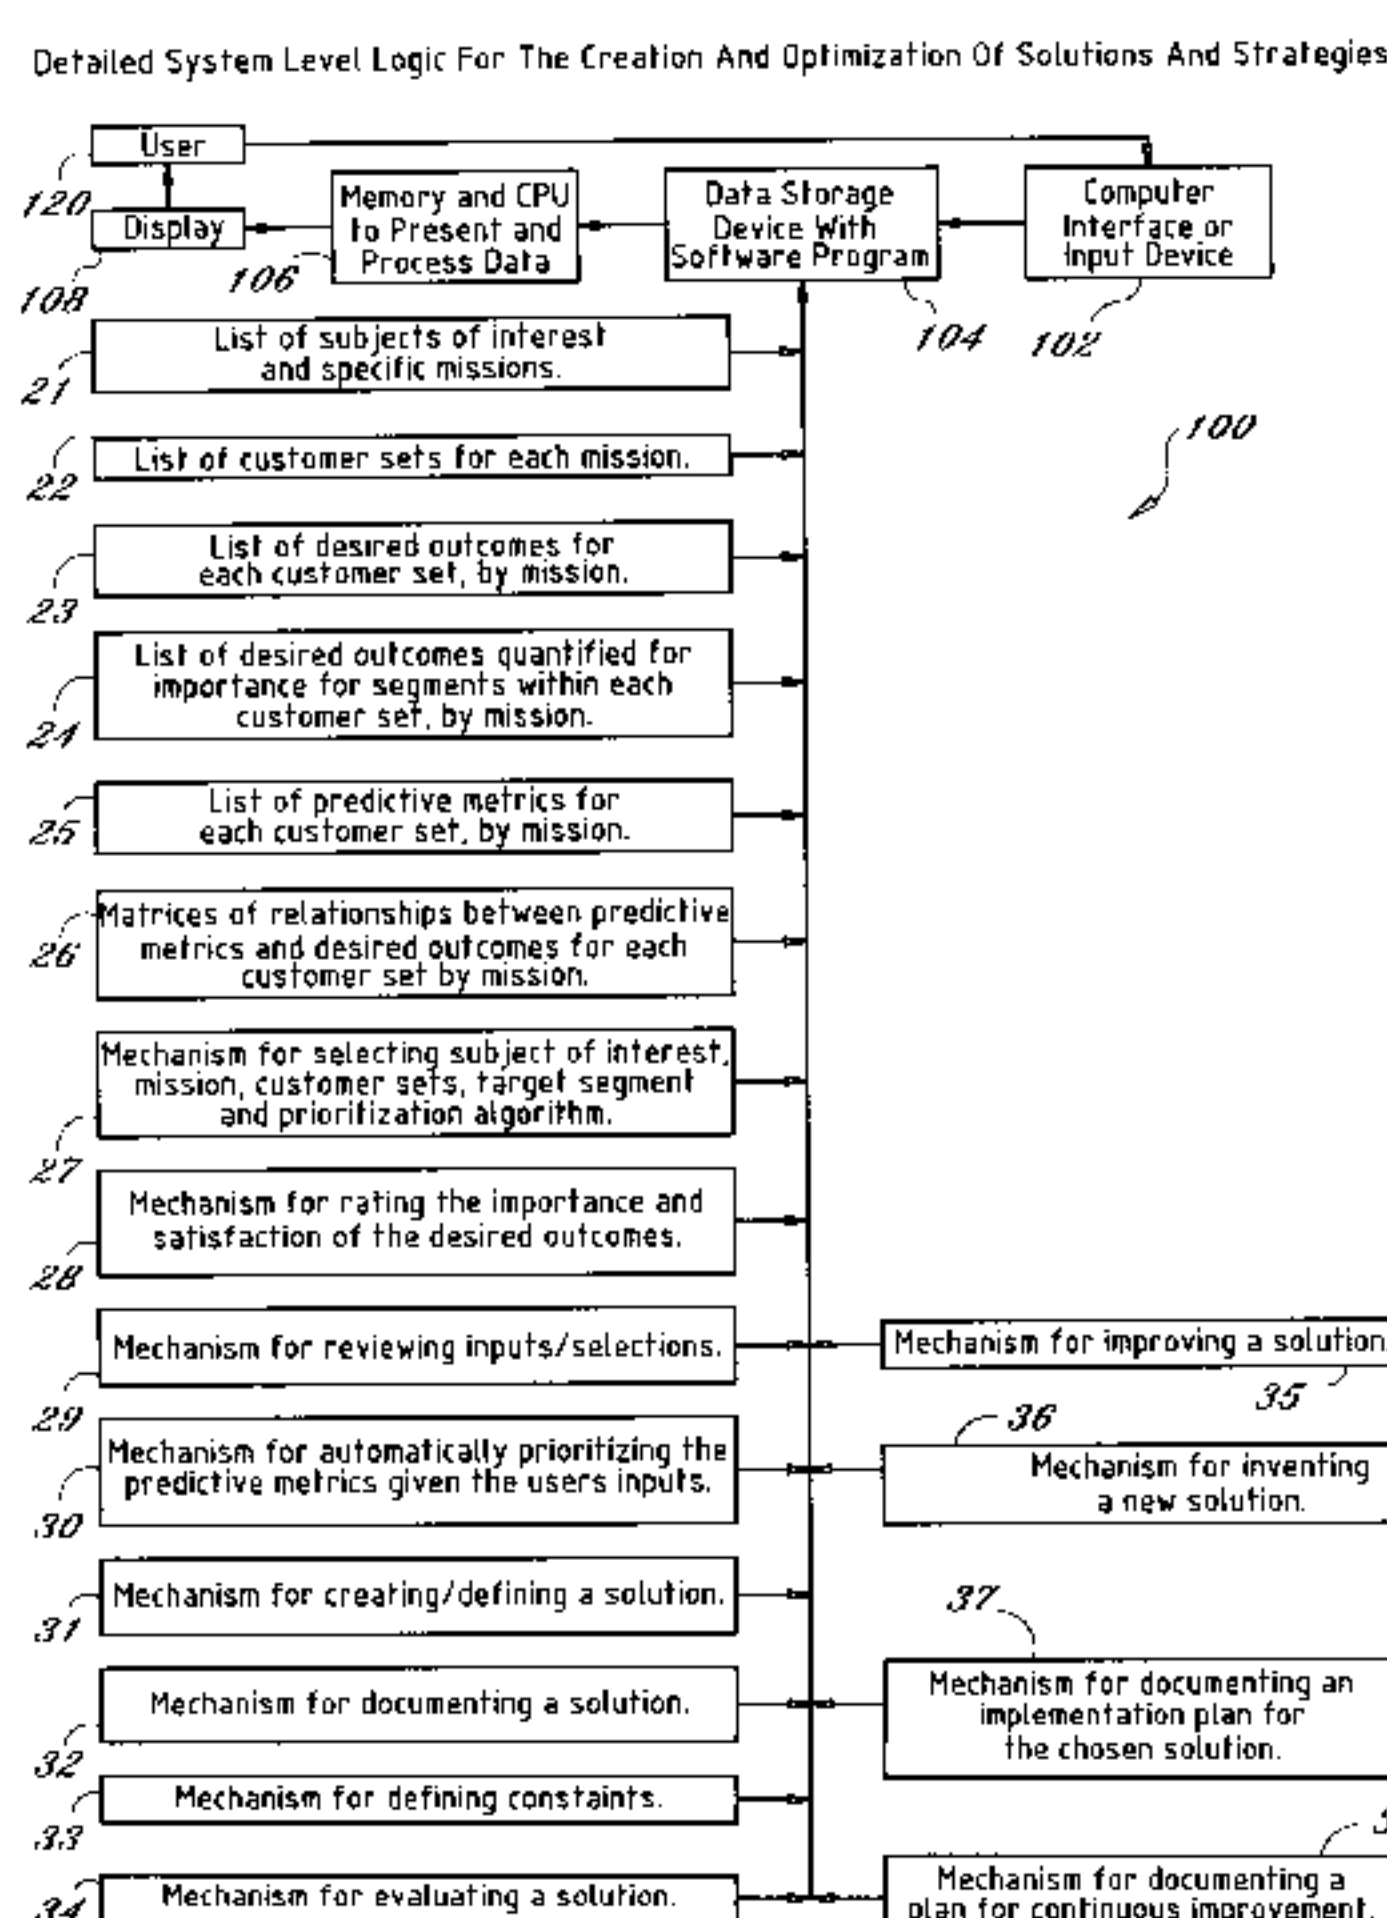 Detailed System Level Logic For The Creation And Optimization Of Solutions And Strategies
User
120
Display
108
Memory and CPU
to Present and
Process Data
106
Data Storage
Device With
Software Program
104
Computer
Interface or
Input Device
102
100
List of subjects of interest
and specific missions.
21
List of customer sets for each mission.
22
List of desired outcomes for
each customer set, by mission.
23
List of desired outcomes quantified for
importance for segments within each
customer set, by mission.
24
List of predictive metrics for
each customer set, by mission.
25
Matrices of relationships between predictive
metrics and desired outcomes for each
customer set by mission.
26
Mechanism for selecting subject of interest,
mission, customer sets, target segment
and prioritization algorithm.
27
Mechanism for rating the importance and
satisfaction of the desired outcomes.
28
Mechanism for reviewing inputs/selections.
29
Mechanism for automatically prioritizing the
predictive metrics given the users inputs.
30
Mechanism for creating/defining a solution.
31
Mechanism for documenting a solution.
32
Mechanism for defining constaints.
33
Mechanism for evaluating a solution.
34
Mechanism for improving a solution.
35
36
Mechanism for inventing
a new solution.
37
Mechanism for documenting an
implementation plan for
the chosen solution.
Mechanism for documenting a
plan for continuous improvement.